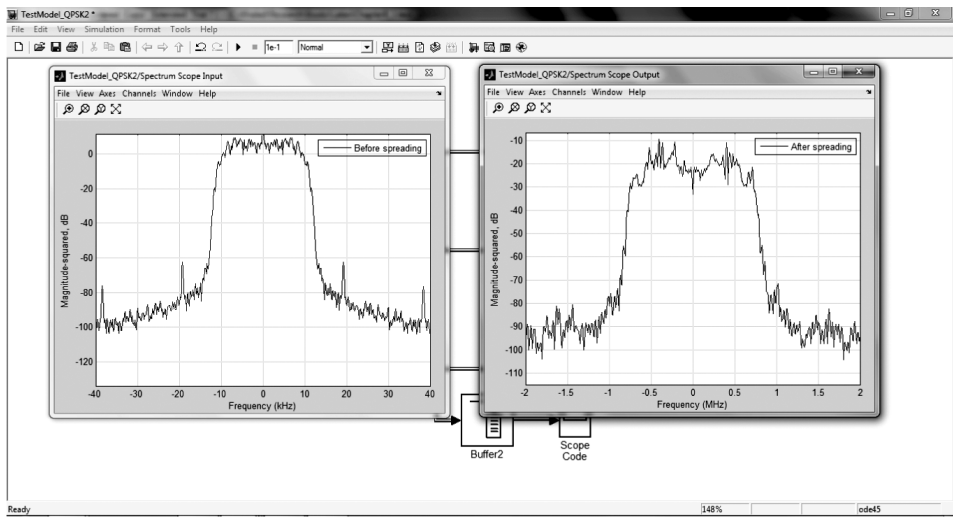 TestModel_QPSK2 *
File Edit View Simulation Format Tools Help
1e-1 Normal
TestModel_QPSK2/Spectrum Scope Input
File View Axes Channels Window Help
Before spreading
0
-20
-40
-60
-80
-100
-120
Magnitude-squared, dB
-40 -30 -20 -10 0 10 20 30 40
Frequency (kHz)
TestModel_QPSK2/Spectrum Scope Output
File View Axes Channels Window Help
After spreading
-10
-20
-30
-40
-50
-60
-70
-80
-90
-100
-110
Magnitude-squared, dB
-2 -1.5 -1 -0.5 0 0.5 1 1.5 2
Frequency (MHz)
Buffer2
Scope
Code
Ready 148% ode45